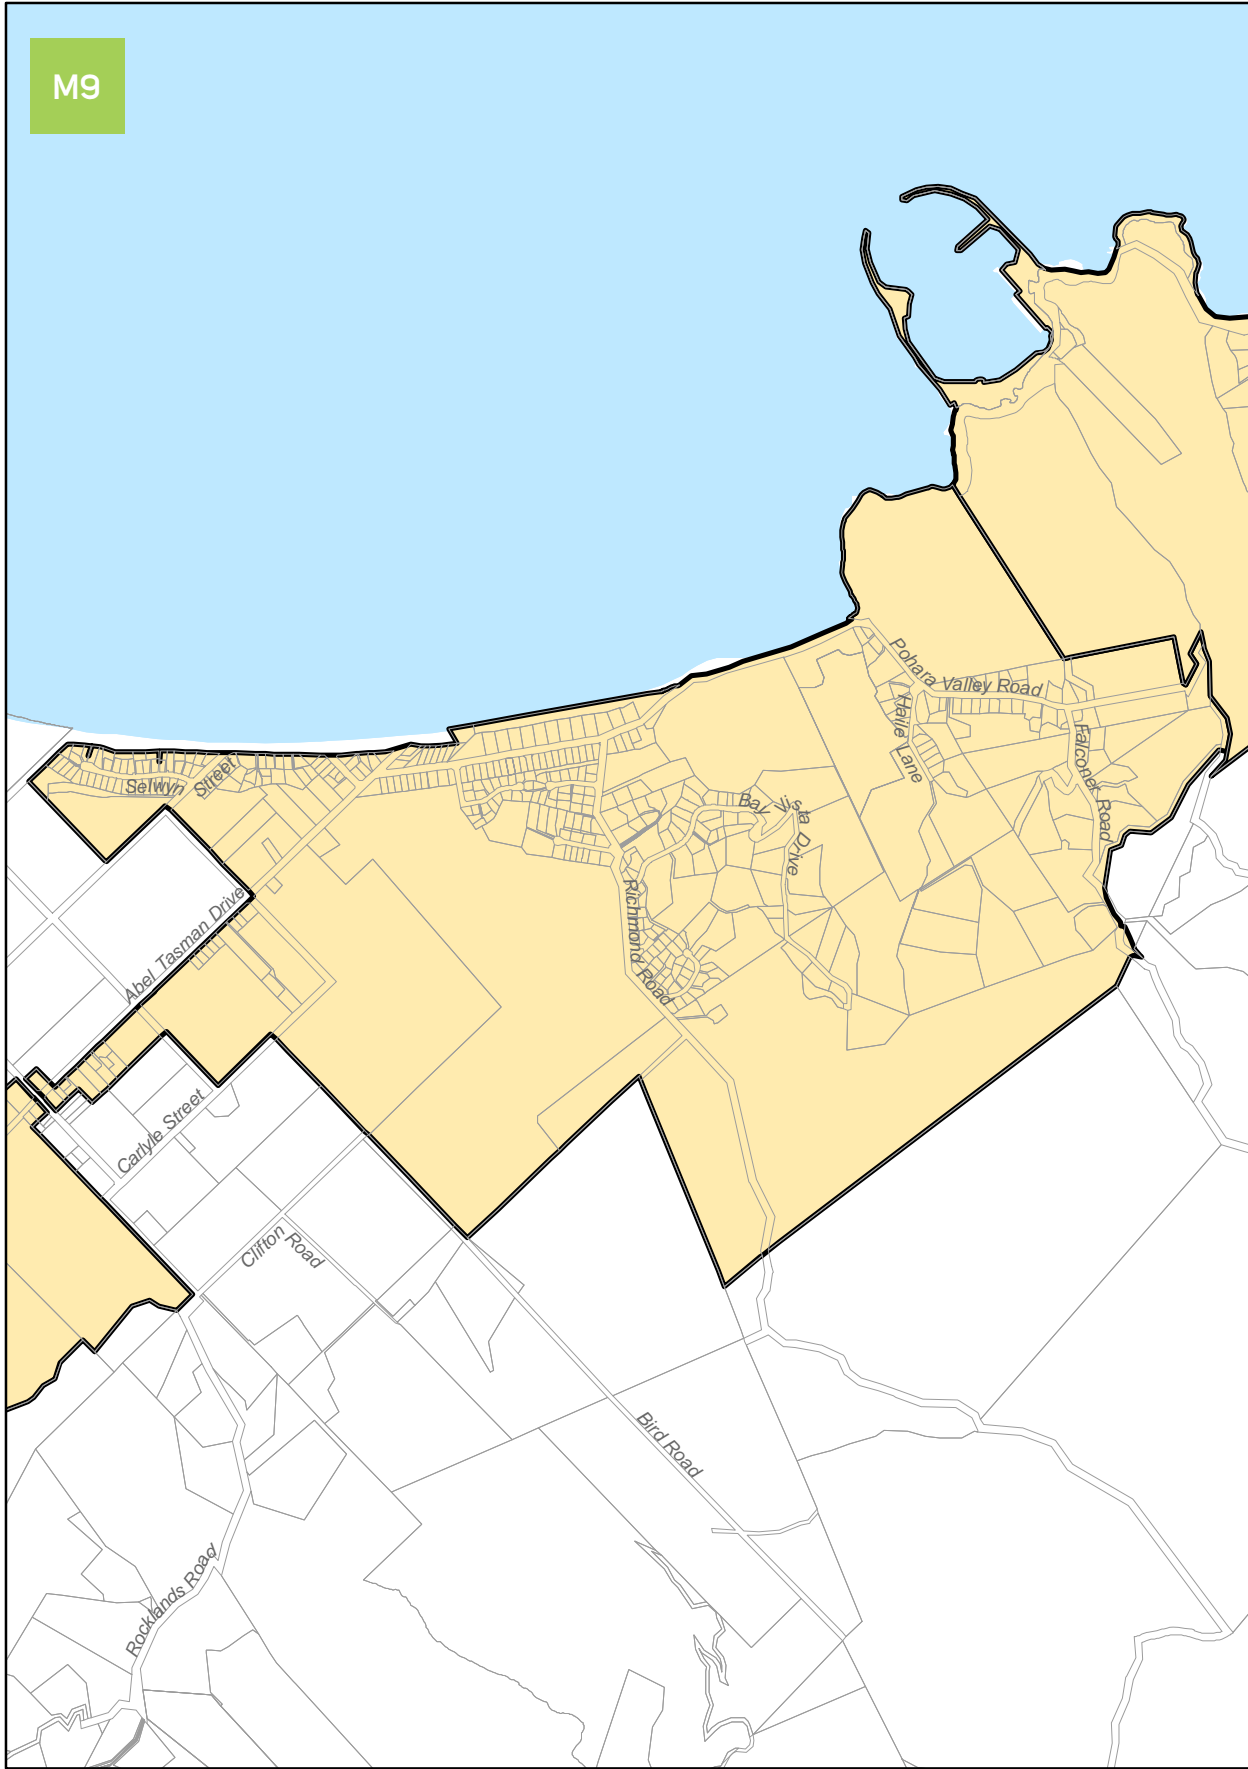 M9
Pohara Valley Road
Haile Lane
Falconer Road
Selwyn Street
Bay Vista Drive
Abel Tasman Drive
Richmond Road
Carlyle Street
Clifton Road
Bird Road
Rocklands Road